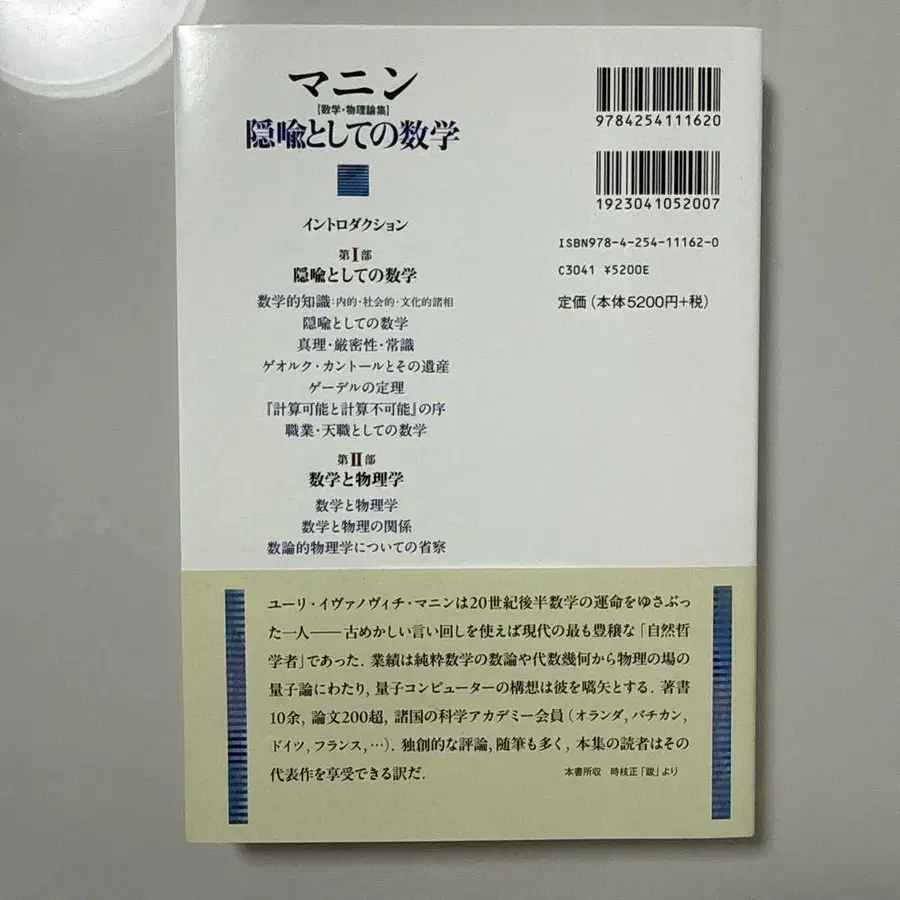 マニン
[数学・物理論集]
隠喩としての数学
イントロダクション
第I部
隠喩としての数学
数学的知識:内的・社会的・文化的諸相
隠喩としての数学
真理・厳密性・常識
ゲオルク・カントールとその遺産
ゲーデルの定理
『計算可能と計算不可能』の序
職業・天職としての数学
第II部
数学と物理学
数学と物理学
数学と物理の関係
数論的物理学についての省察
9784254111620
1923041052007
ISBN978-4-254-11162-0
C3041 ¥5200E
定価(本体5200円+税)
ユーリ・イヴァノヴィチ・マニンは20世紀後半数学の運命をゆさぶっ
た一人——古めかしい言い回しを使えば現代の最も豊穣な「自然哲
学者」であった. 業績は純粋数学の数論や代数幾何から物理の場の
量子論にわたり, 量子コンピューターの構想は彼を嚆矢とする. 著書
10余, 論文200超, 諸国の科学アカデミー会員(オランダ, バチカン,
ドイツ, フランス, …). 独創的な評論, 随筆も多く, 本集の読者はその
代表作を享受できる訳だ.
本書所収 時枝正「跋」より